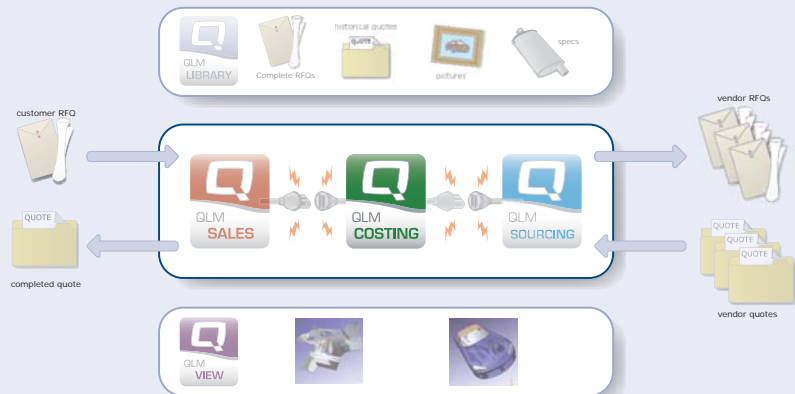 historical quotes
QUOTE
specs
QLM
LIBRARY
Complete RFQs
pictures
customer RFQ
vendor RFQs
QLM
SALES
QLM
COSTING
QLM
SOURCING
QUOTE
completed quote
QUOTE
QUOTE
QUOTE
vendor quotes
QLM
VIEW